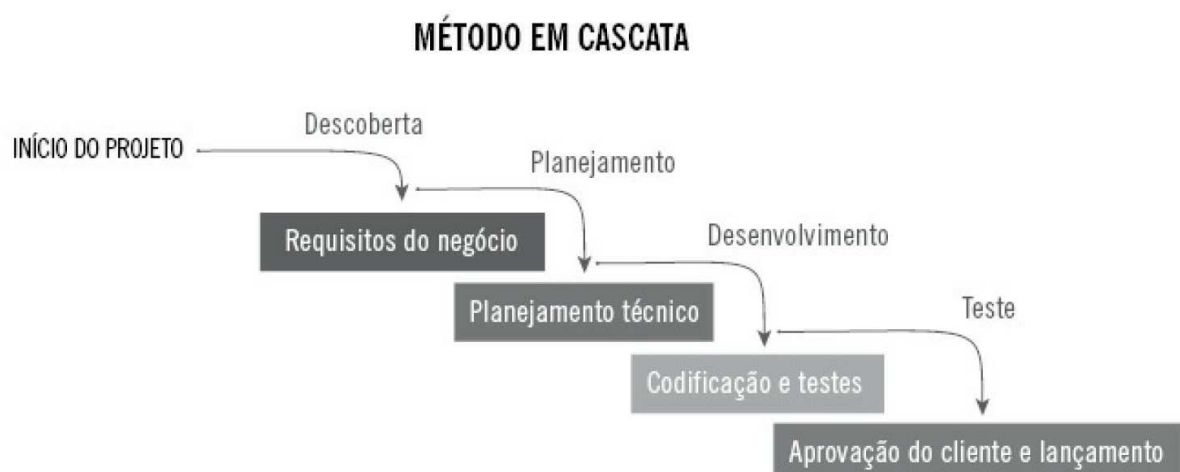 MÉTODO EM CASCATA
INÍCIO DO PROJETO
Descoberta
Requisitos do negócio
Planejamento
Planejamento técnico
Desenvolvimento
Codificação e testes
Teste
Aprovação do cliente e lançamento